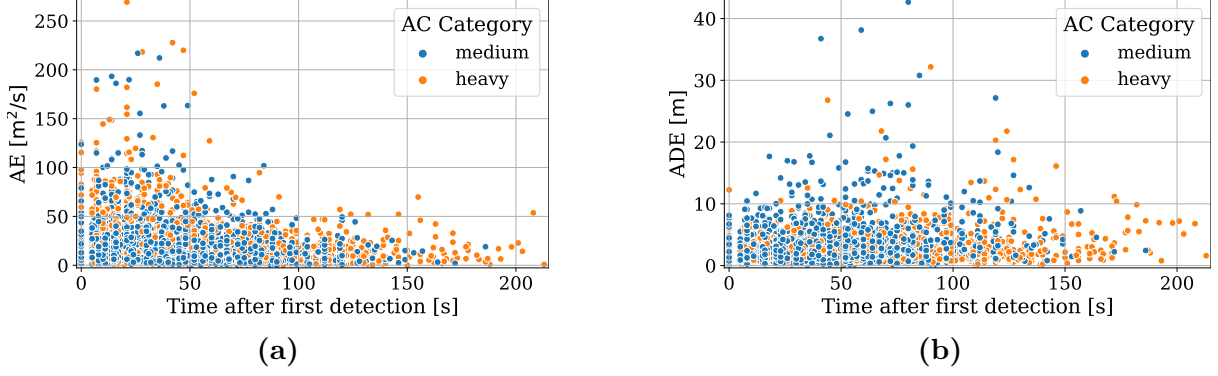 AC Category
medium
heavy
AE [m²/s]
250
200
150
100
50
0
0 50 100 150 200
Time after first detection [s]
(a)
AC Category
medium
heavy
ADE [m]
40
30
20
10
0
0 50 100 150 200
Time after first detection [s]
(b)